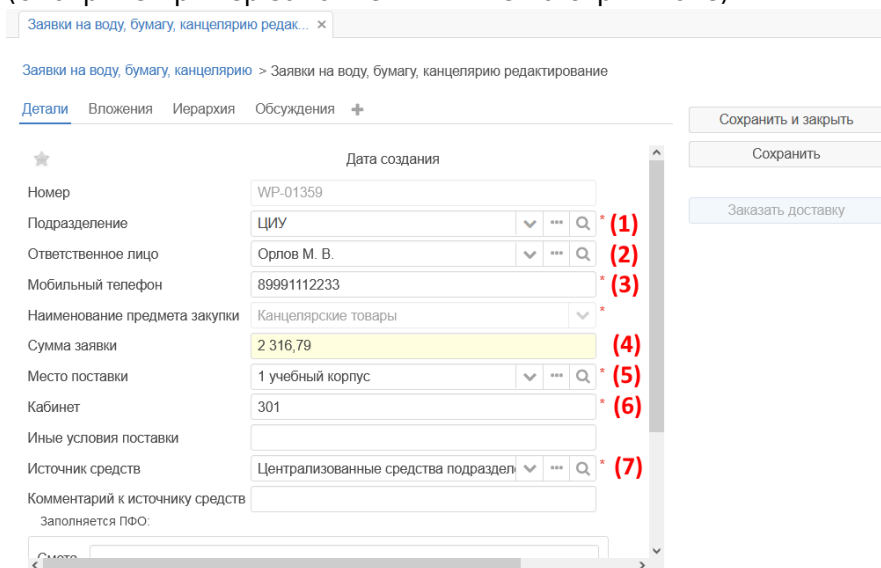 Заявки на воду, бумагу, канцелярию редак... ×
Заявки на воду, бумагу, канцелярию > Заявки на воду, бумагу, канцелярию редактирование
Детали Вложения Иерархия Обсуждения +
Сохранить и закрыть
Дата создания
Сохранить
Номер WP-01359
Заказать доставку
Подразделение ЦИУ * (1)
Ответственное лицо Орлов М. В. (2)
Мобильный телефон 89991112233 * (3)
Наименование предмета закупки Канцелярские товары *
Сумма заявки 2 316,79 (4)
Место поставки 1 учебный корпус * (5)
Кабинет 301 * (6)
Иные условия поставки
Источник средств Централизованные средства подраздел * (7)
Комментарий к источнику средств
Заполняется ПФО:
Смета